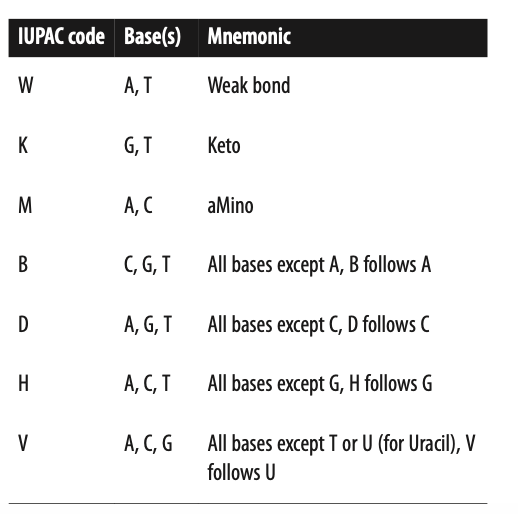 IUPAC code Base(s) Mnemonic
W A, T Weak bond
K G, T Keto
M A, C aMino
B C, G, T All bases except A, B follows A
D A, G, T All bases except C, D follows C
H A, C, T All bases except G, H follows G
V A, C, G All bases except T or U (for Uracil), V
follows U